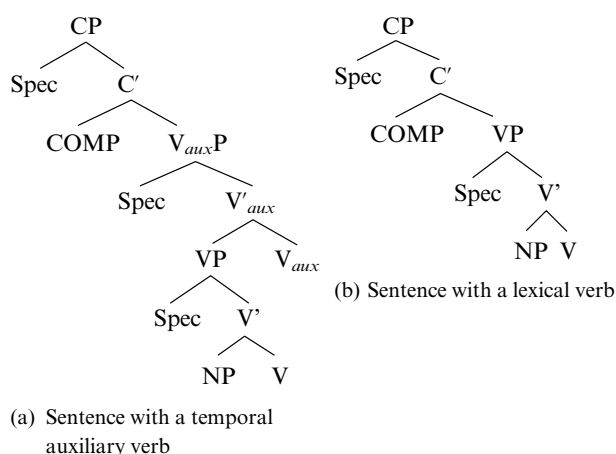 CP
Spec C′
COMP V_aux P
Spec V′_aux
VP V_aux
Spec V'
NP V
(a) Sentence with a temporal
auxiliary verb
CP
Spec C′
COMP VP
Spec V'
NP V
(b) Sentence with a lexical verb